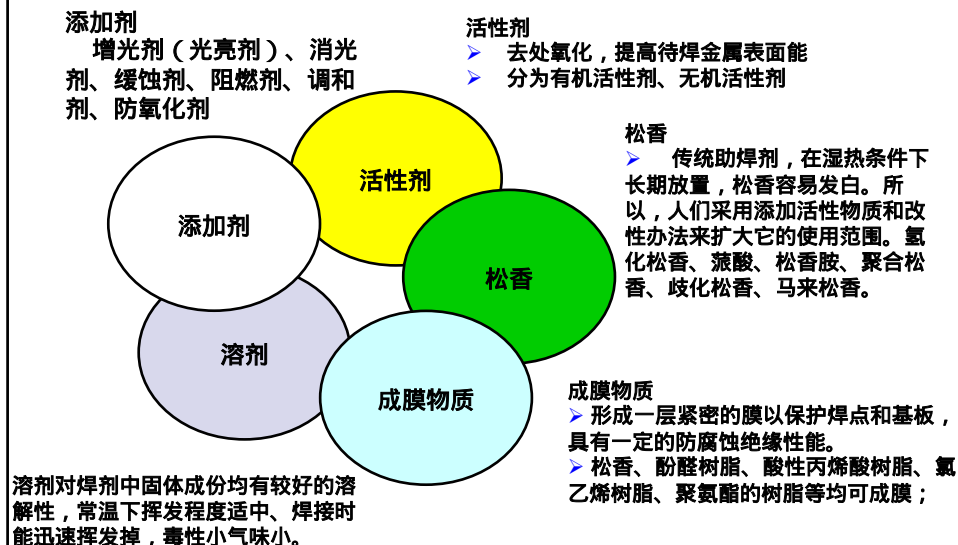 添加剂
增光剂（光亮剂）、消光
剂、缓蚀剂、阻燃剂、调和
剂、防氧化剂
活性剂
去处氧化，提高待焊金属表面能
分为有机活性剂、无机活性剂
松香
传统助焊剂，在湿热条件下
长期放置，松香容易发白。所
以，人们采用添加活性物质和改
性办法来扩大它的使用范围。氢
化松香、蒎酸、松香胺、聚合松
香、歧化松香、马来松香。
活性剂
添加剂
松香
溶剂
成膜物质
成膜物质
形成一层紧密的膜以保护焊点和基板，
具有一定的防腐蚀绝缘性能。
松香、酚醛树脂、酸性丙烯酸树脂、氯
乙烯树脂、聚氨酯的树脂等均可成膜；
溶剂对焊剂中固体成份均有较好的溶
解性，常温下挥发程度适中、焊接时
能迅速挥发掉，毒性小气味小。